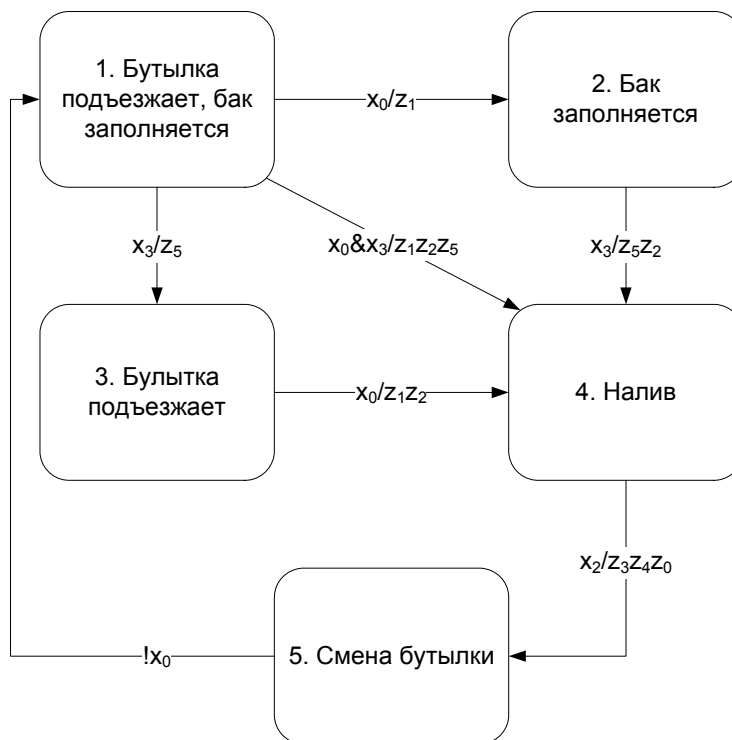 1. Бутылка
подъезжает, бак
заполняется
x₀/z₁
2. Бак
заполняется
x₃/z₅
x₀&x₃/z₁z₂z₅
x₃/z₅z₂
3. Булытка
подъезжает
x₀/z₁z₂
4. Налив
x₂/z₃z₄z₀
!x₀
5. Смена бутылки